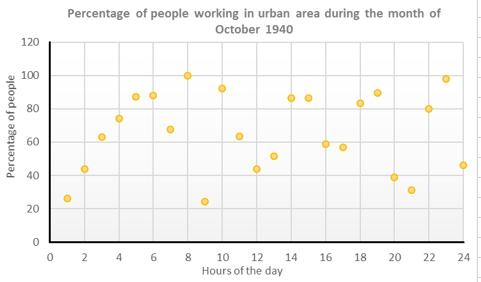 Percentage of people working in urban area during the month of
October 1940
120
100
80
60
40
20
0
Percentage of people
0 2 4 6 8 10 12 14 16 18 20 22 24
Hours of the day